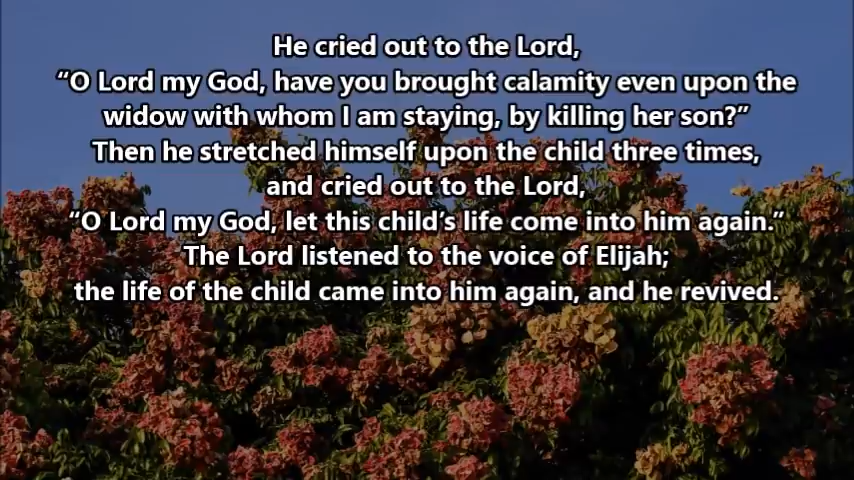 He cried out to the Lord,
“O Lord my God, have you brought calamity even upon the
widow with whom I am staying, by killing her son?”
Then he stretched himself upon the child three times,
and cried out to the Lord,
“O Lord my God, let this child’s life come into him again.”
The Lord listened to the voice of Elijah;
the life of the child came into him again, and he revived.